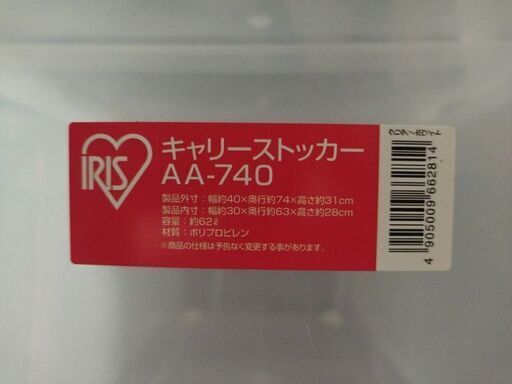 IRIS
キャリーストッカー
AA-740
製品外寸：幅約40×奥行約74×高さ約31cm
製品内寸：幅約30×奥行約63×高さ約28cm
容量：約62ℓ
材質：ポリプロピレン
※商品の仕様は予告なく変更する事があります。
クリア/ホワイト
4 905009 662814